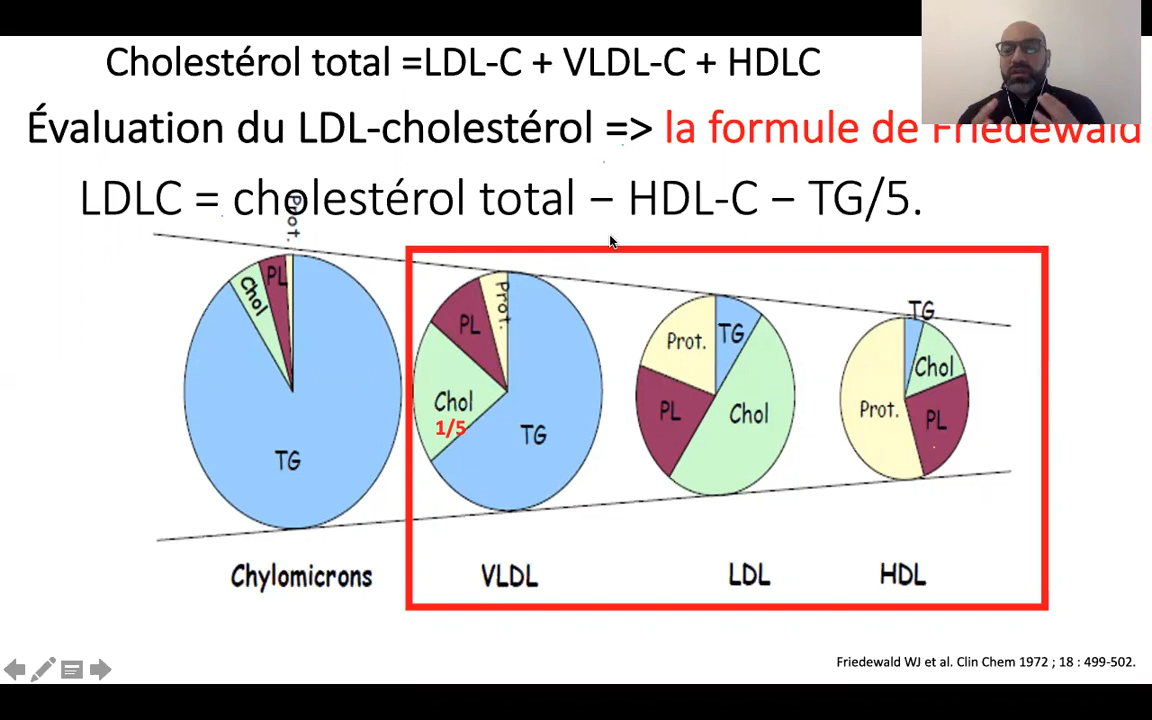 Cholestérol total =LDL-C + VLDL-C + HDLC
Évaluation du LDL-cholestérol => la formule de Friedewald
LDLC = cholestérol total – HDL-C – TG/5.
Prot.
PL
Chol
TG
Prot.
PL
Chol
1/5
TG
Prot.
TG
PL
Chol
TG
Chol
Prot.
PL
Chylomicrons
VLDL
LDL
HDL
Friedewald WJ et al. Clin Chem 1972 ; 18 : 499-502.